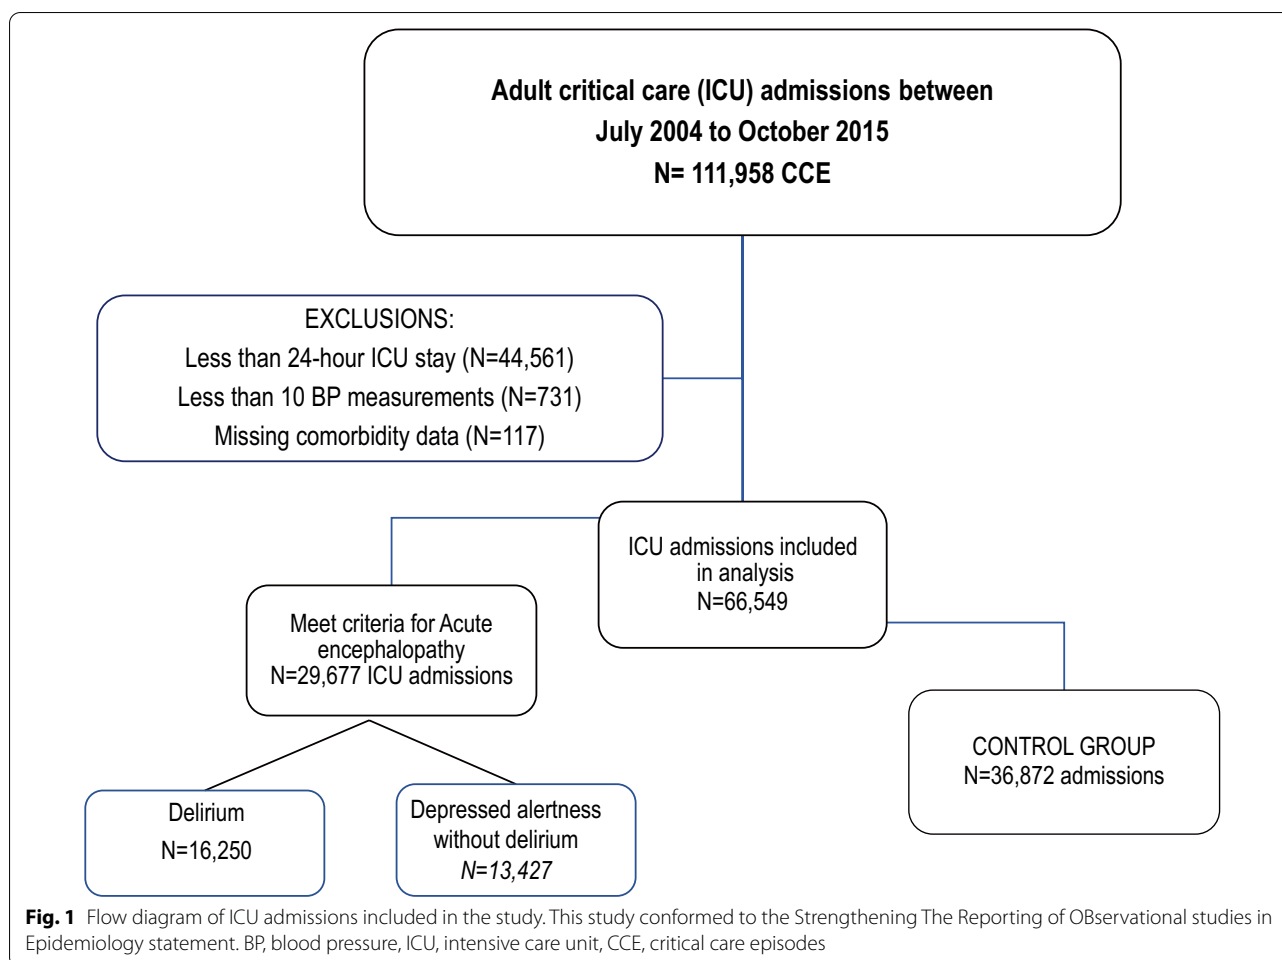 Adult critical care (ICU) admissions between
July 2004 to October 2015
N= 111,958 CCE
EXCLUSIONS:
Less than 24-hour ICU stay (N=44,561)
Less than 10 BP measurements (N=731)
Missing comorbidity data (N=117)
ICU admissions included
in analysis
N=66,549
Meet criteria for Acute
encephalopathy
N=29,677 ICU admissions
CONTROL GROUP
N=36,872 admissions
Delirium
N=16,250
Depressed alertness
without delirium
N=13,427
Fig. 1 Flow diagram of ICU admissions included in the study. This study conformed to the Strengthening The Reporting of OBservational studies in
Epidemiology statement. BP, blood pressure, ICU, intensive care unit, CCE, critical care episodes